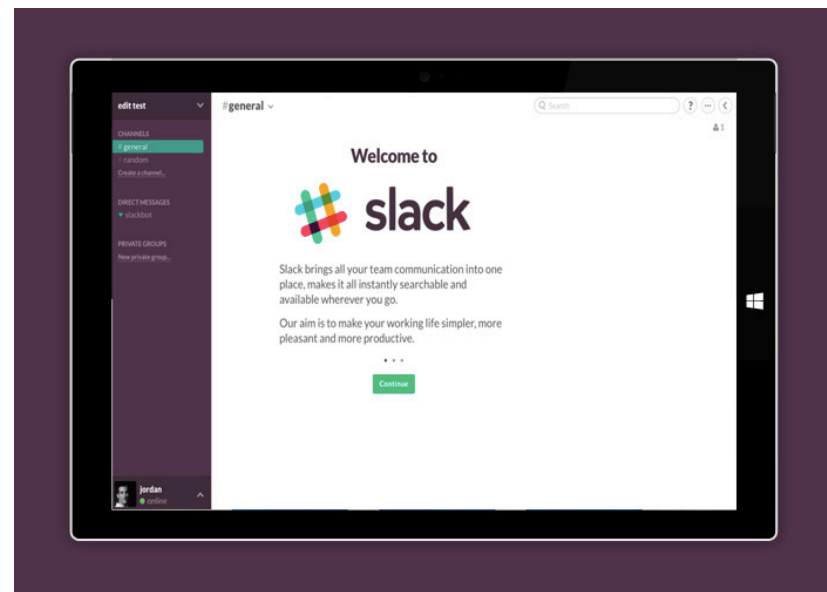 edit test
CHANNELS
# general
/ random
Create a channel...
DIRECT MESSAGES
♥ slackbot
PRIVATE GROUPS
New private group...
jordan
online
#general
Search
?
1
Welcome to
slack
Slack brings all your team communication into one
place, makes it all instantly searchable and
available wherever you go.
Our aim is to make your working life simpler, more
pleasant and more productive.
Continue